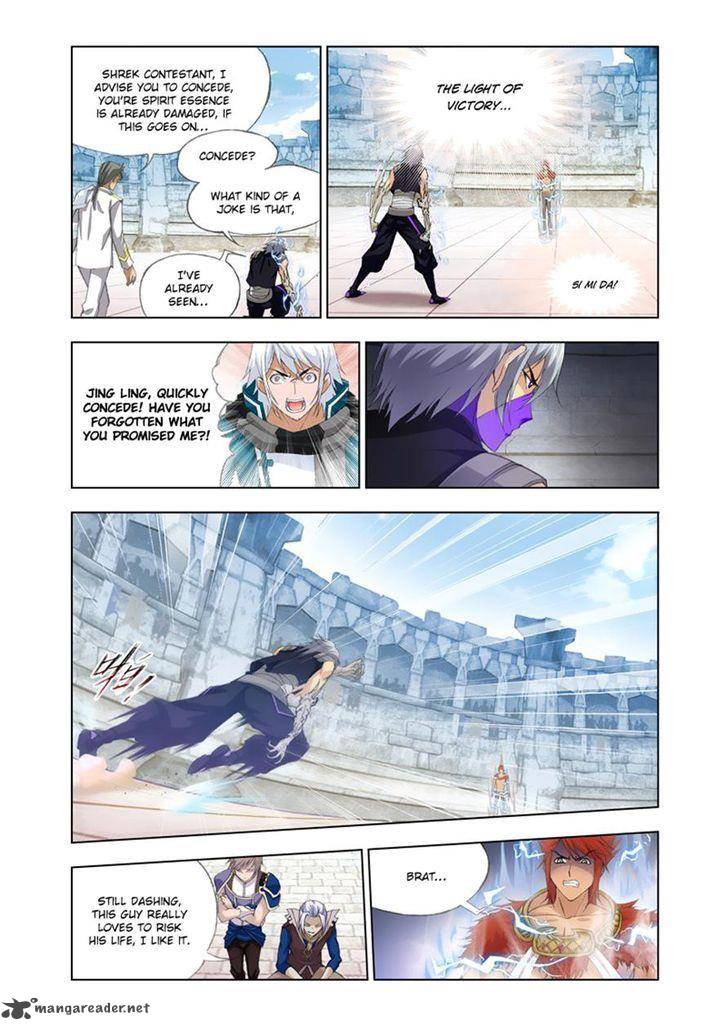 SHREK CONTESTANT, I
ADVISE YOU TO CONCEDE,
YOU'RE SPIRIT ESSENCE
IS ALREADY DAMAGED, IF
THIS GOES ON...
CONCEDE?
WHAT KIND OF A
JOKE IS THAT,
I'VE
ALREADY
SEEN...
THE LIGHT OF
VICTORY...
SI MI DA!
JING LING, QUICKLY
CONCEDE! HAVE YOU
FORGOTTEN WHAT
YOU PROMISED ME?!
STILL DASHING,
THIS GUY REALLY
LOVES TO RISK
HIS LIFE, I LIKE IT.
BRAT...
mangareader.net